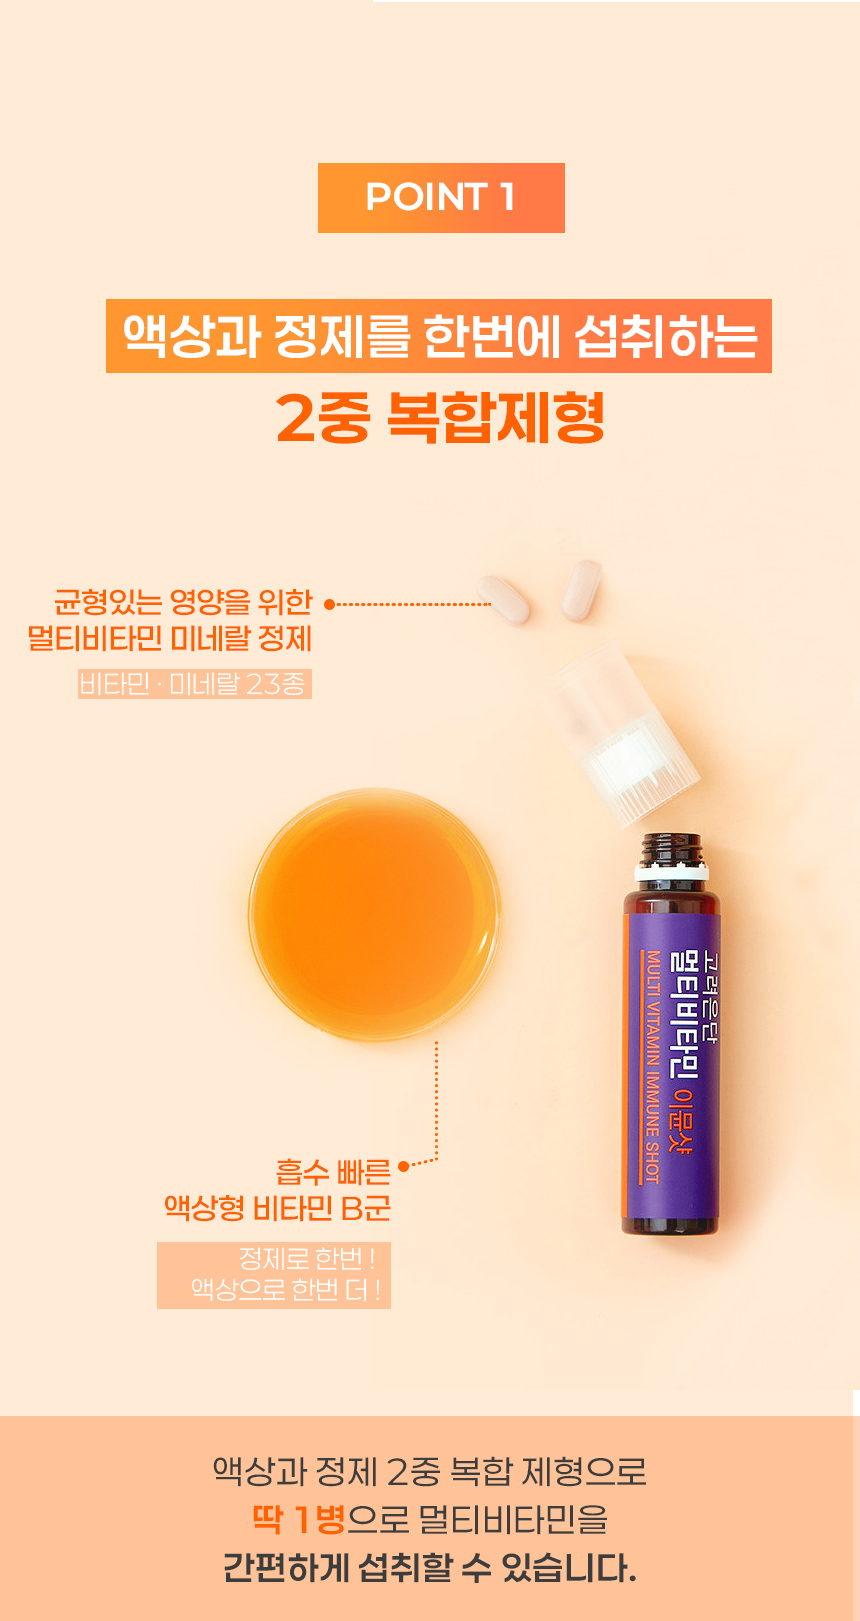 POINT 1
액상과 정제를 한번에 섭취하는
2중 복합제형
균형있는 영양을 위한
멀티비타민 미네랄 정제
비타민 · 미네랄 23종
고려은단
멀티비타민 이뮨샷
MULTI VITAMIN IMMUNE SHOT
흡수 빠른
액상형 비타민 B군
정제로 한번 !
액상으로 한번 더 !
액상과 정제 2중 복합 제형으로
딱 1병으로 멀티비타민을
간편하게 섭취할 수 있습니다.